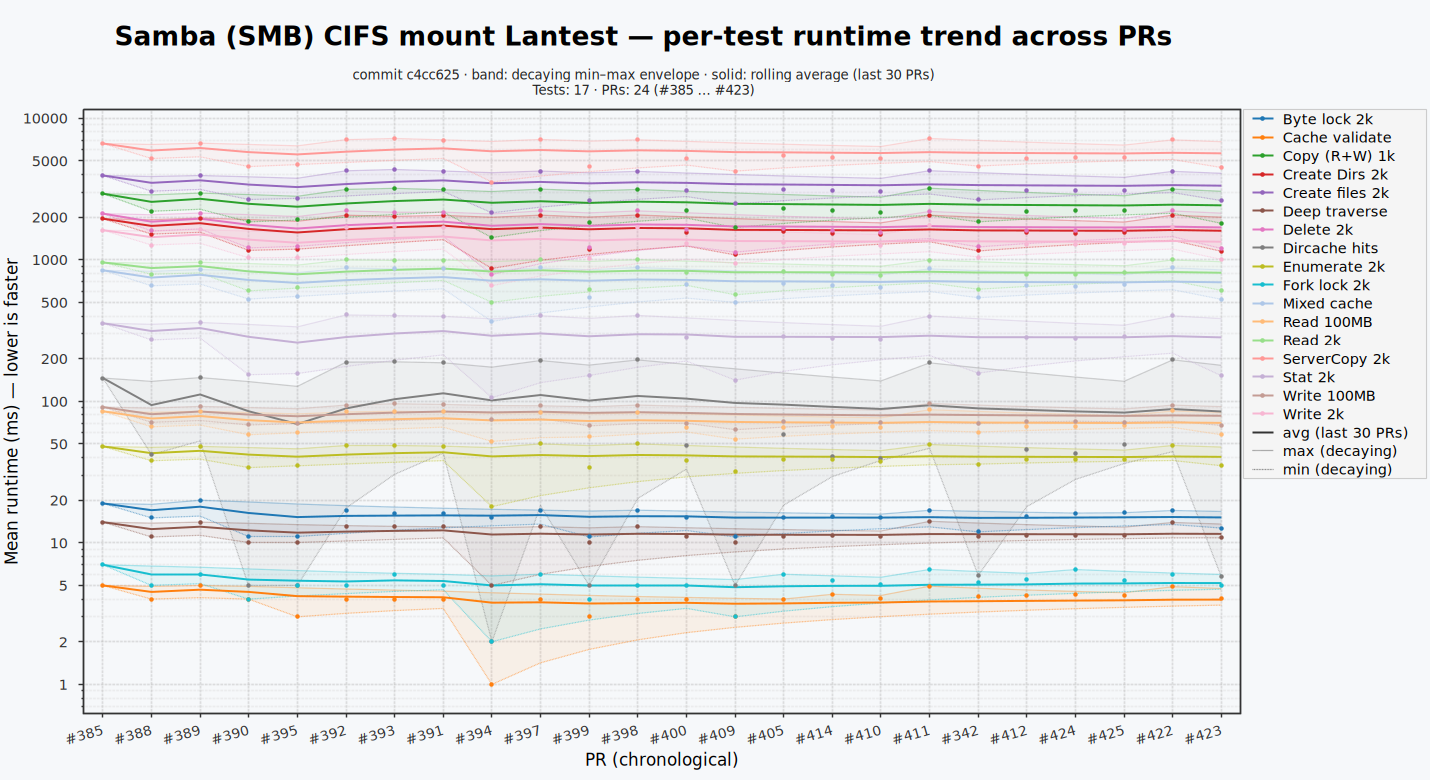 Samba (SMB) CIFS mount Lantest — per-test runtime trend across PRs
commit c4cc625 · band: decaying min–max envelope · solid: rolling average (last 30 PRs)
Tests: 17 · PRs: 24 (#385 … #423)
Mean runtime (ms) — lower is faster
10000
5000
2000
1000
500
200
100
50
20
10
5
2
1
#385
#388
#389
#390
#395
#392
#393
#391
#394
#397
#399
#398
#400
#409
#405
#414
#410
#411
#342
#412
#424
#425
#422
#423
PR (chronological)
Byte lock 2k
Cache validate
Copy (R+W) 1k
Create Dirs 2k
Create files 2k
Deep traverse
Delete 2k
Dircache hits
Enumerate 2k
Fork lock 2k
Mixed cache
Read 100MB
Read 2k
ServerCopy 2k
Stat 2k
Write 100MB
Write 2k
avg (last 30 PRs)
max (decaying)
min (decaying)